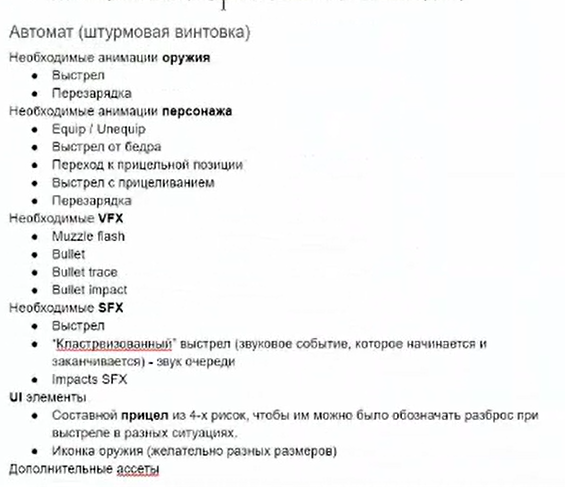 Автомат (штурмовая винтовка)
Необходимые анимации оружия
● Выстрел
● Перезарядка
Необходимые анимации персонажа
● Equip / Unequip
● Выстрел от бедра
● Переход к прицельной позиции
● Выстрел с прицеливанием
● Перезарядка
Необходимые VFX
● Muzzle flash
● Bullet
● Bullet trace
● Bullet impact
Необходимые SFX
● Выстрел
● "Кластрвизованный" выстрел (звуковое событие, которое начинается и
заканчивается) - звук очереди
● Impacts SFX
UI элементы
● Составной прицел из 4-х рисок, чтобы им можно было обозначать разброс при
выстреле в разных ситуациях.
● Иконка оружия (желательно разных размеров)
Дополнительные ассеты